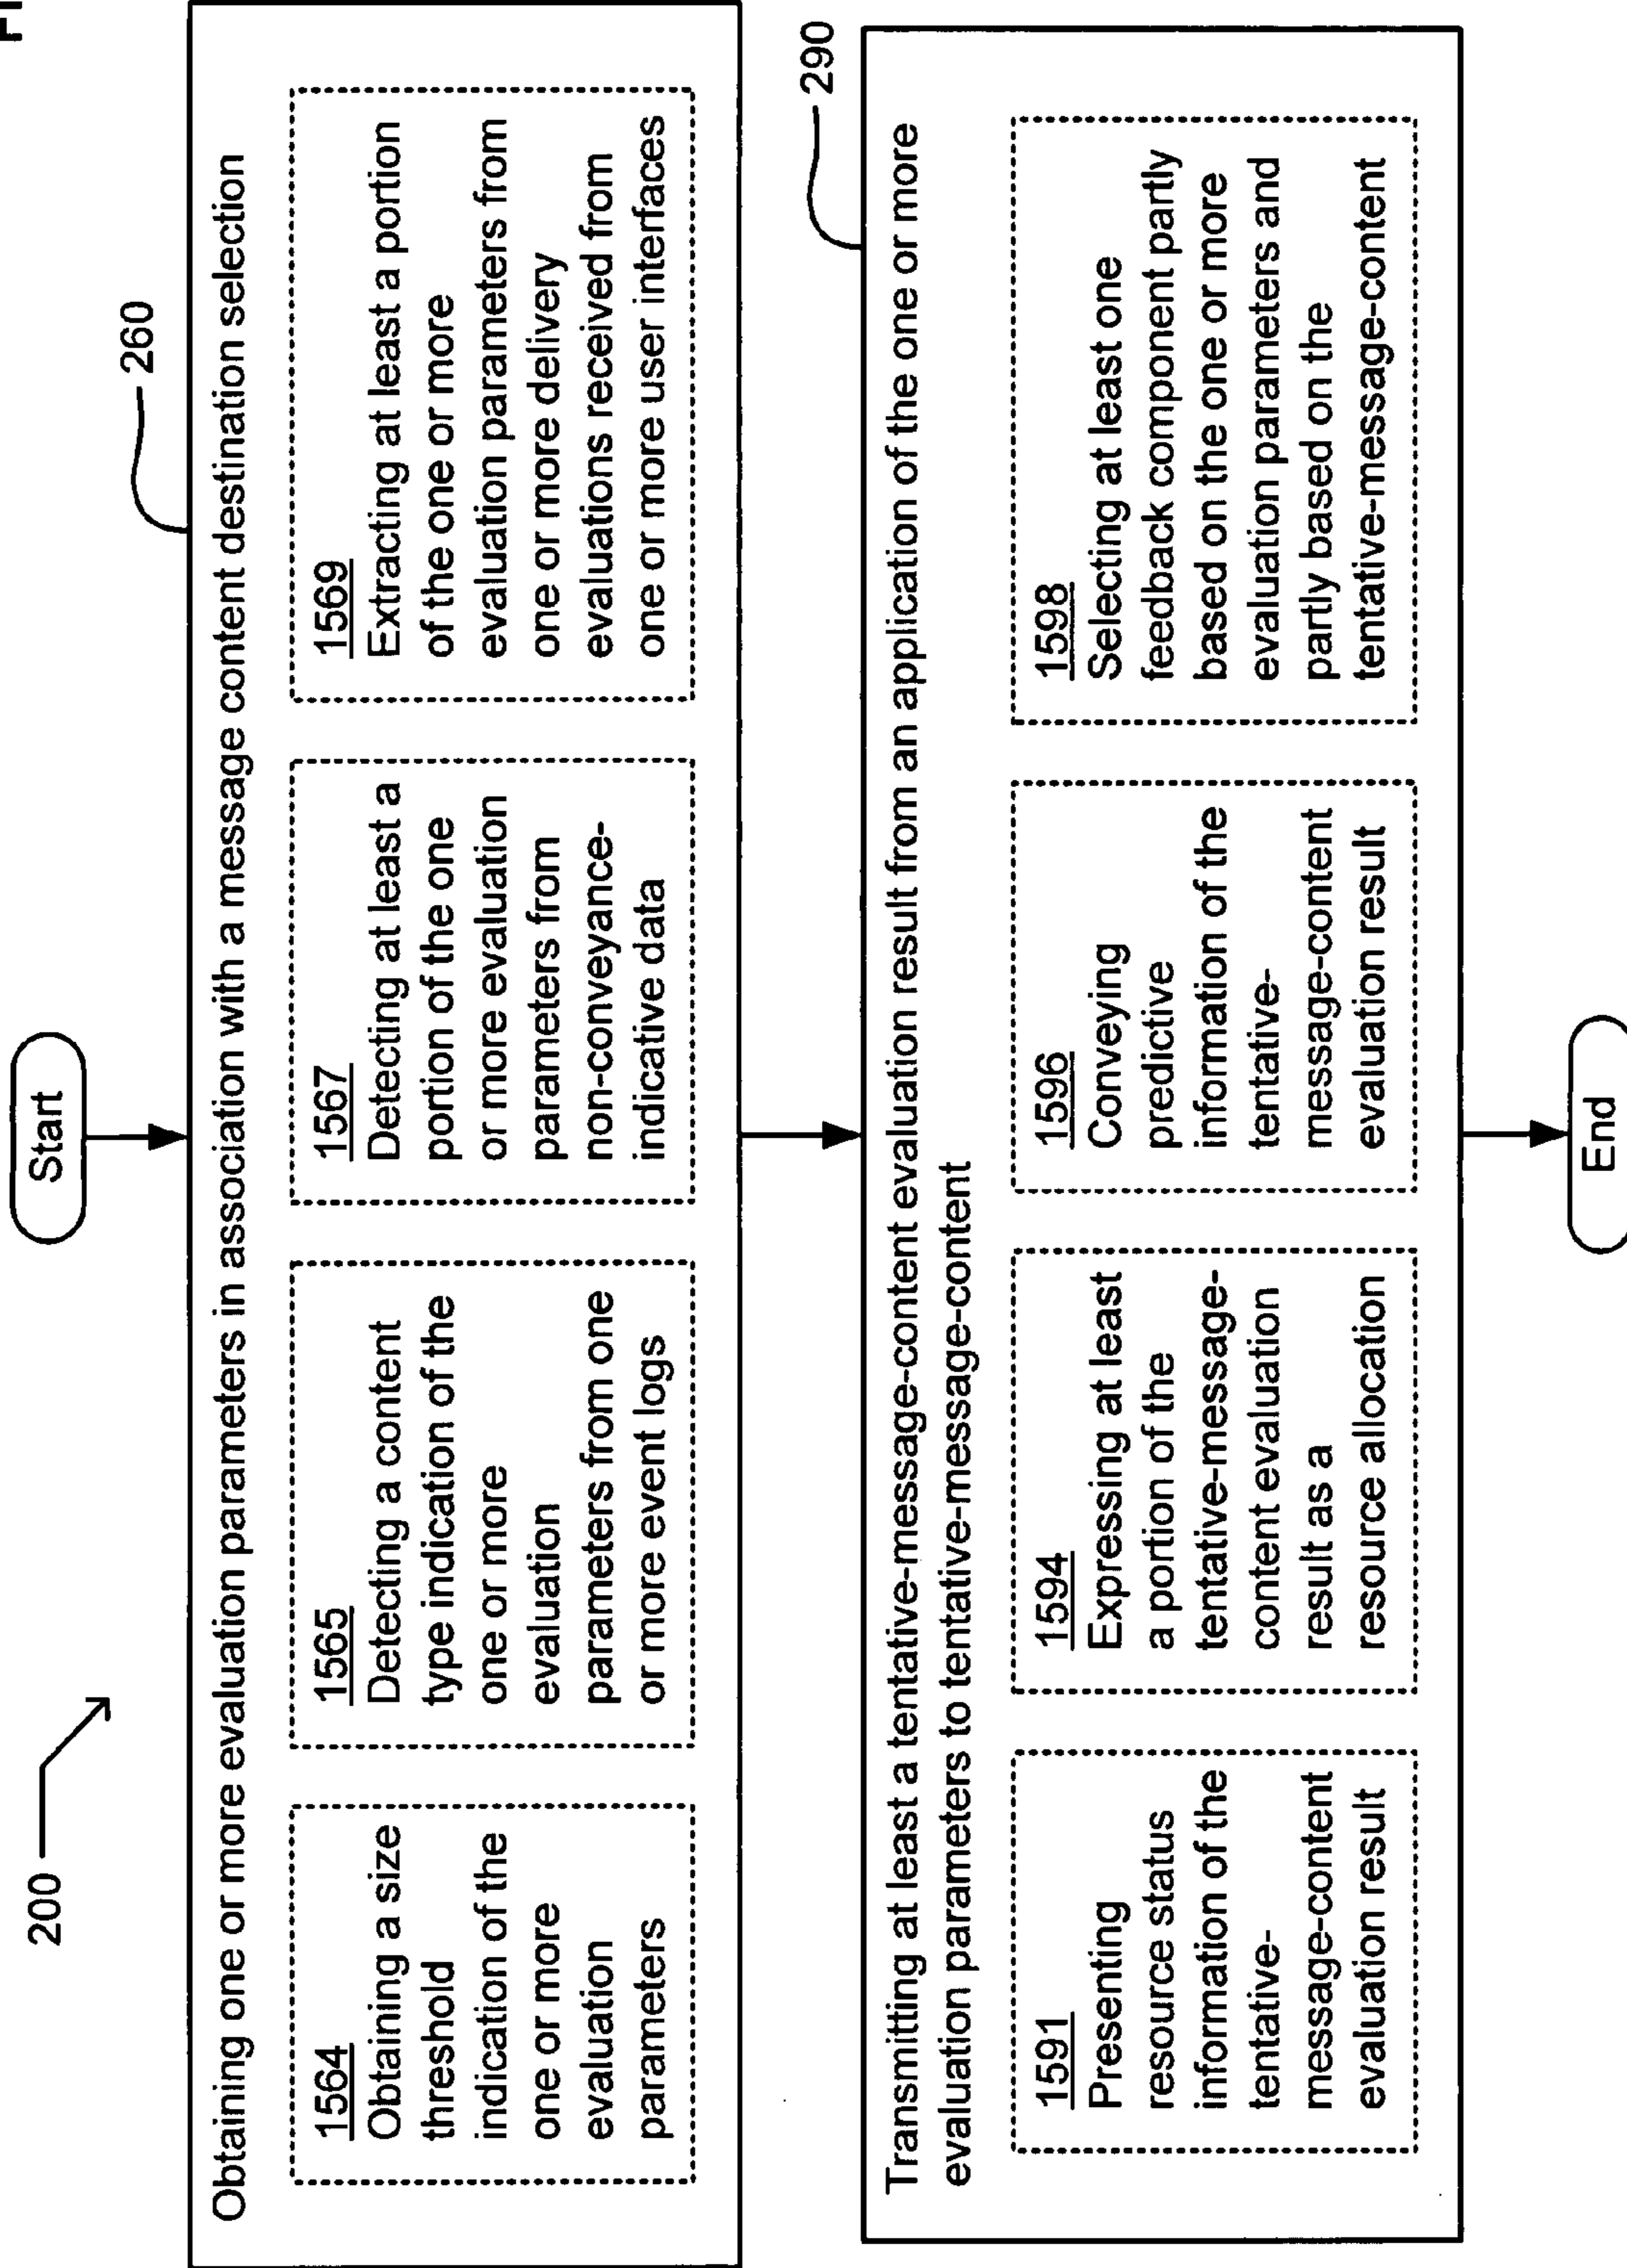 200
Start
260
Obtaining one or more evaluation parameters in association with a message content destination selection
1564
Obtaining a size
threshold
indication of the
one or more
evaluation
parameters
1565
Detecting a content
type indication of the
one or more
evaluation
parameters from one
or more event logs
1567
Detecting at least a
portion of the one
or more evaluation
parameters from
non-conveyance-
indicative data
1569
Extracting at least a portion
of the one or more
evaluation parameters from
one or more delivery
evaluations received from
one or more user interfaces
290
Transmitting at least a tentative-message-content evaluation result from an application of the one or more
evaluation parameters to tentative-message-content
1591
Presenting
resource status
information of the
tentative-
message-content
evaluation result
1594
Expressing at least
a portion of the
tentative-message-
content evaluation
result as a
resource allocation
1596
Conveying
predictive
information of the
tentative-
message-content
evaluation result
1598
Selecting at least one
feedback component partly
based on the one or more
evaluation parameters and
partly based on the
tentative-message-content
End